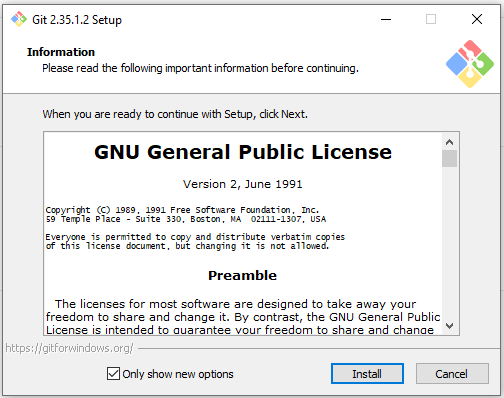 Git 2.35.1.2 Setup
Information
Please read the following important information before continuing.
When you are ready to continue with Setup, click Next.
GNU General Public License
Version 2, June 1991
Copyright (C) 1989, 1991 Free Software Foundation, Inc.
59 Temple Place - Suite 330, Boston, MA  02111-1307, USA
Everyone is permitted to copy and distribute verbatim copies
of this license document, but changing it is not allowed.
Preamble
The licenses for most software are designed to take away your
freedom to share and change it. By contrast, the GNU General Public
License is intended to guarantee your freedom to share and change
https://gitforwindows.org/
Only show new options
Install
Cancel